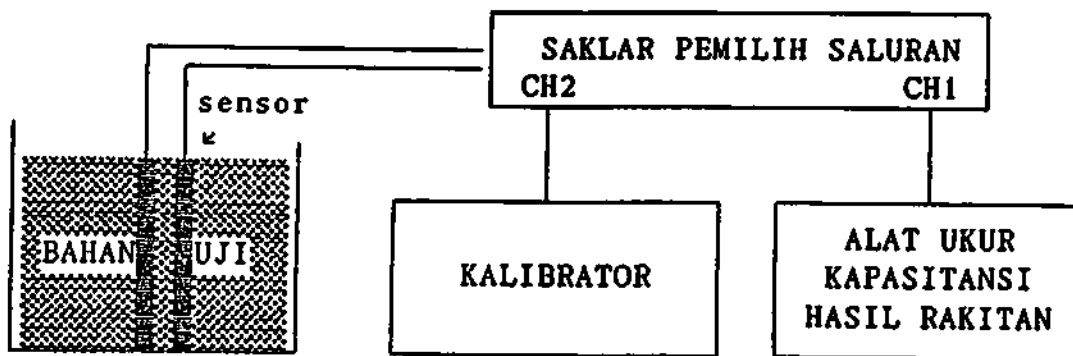 SAKLAR PEMILIH SALURAN
CH2 CH1
sensor
BAHAN UJI
KALIBRATOR
ALAT UKUR
KAPASITANSI
HASIL RAKITAN